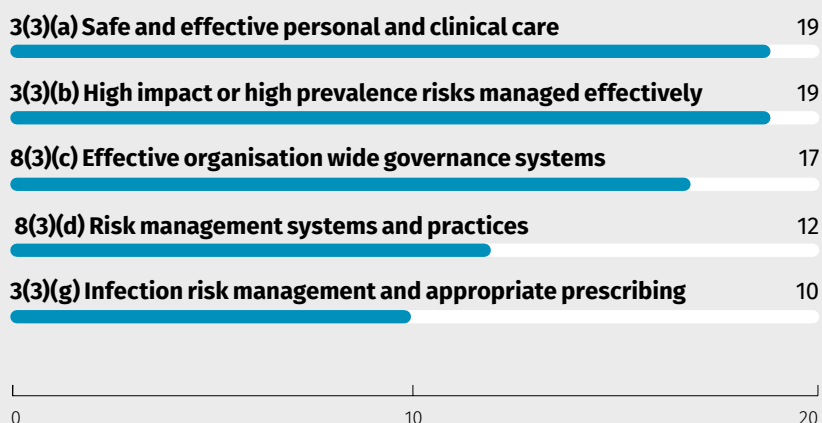 3(3)(a) Safe and effective personal and clinical care 19
3(3)(b) High impact or high prevalence risks managed effectively 19
8(3)(c) Effective organisation wide governance systems 17
8(3)(d) Risk management systems and practices 12
3(3)(g) Infection risk management and appropriate prescribing 10
0 10 20